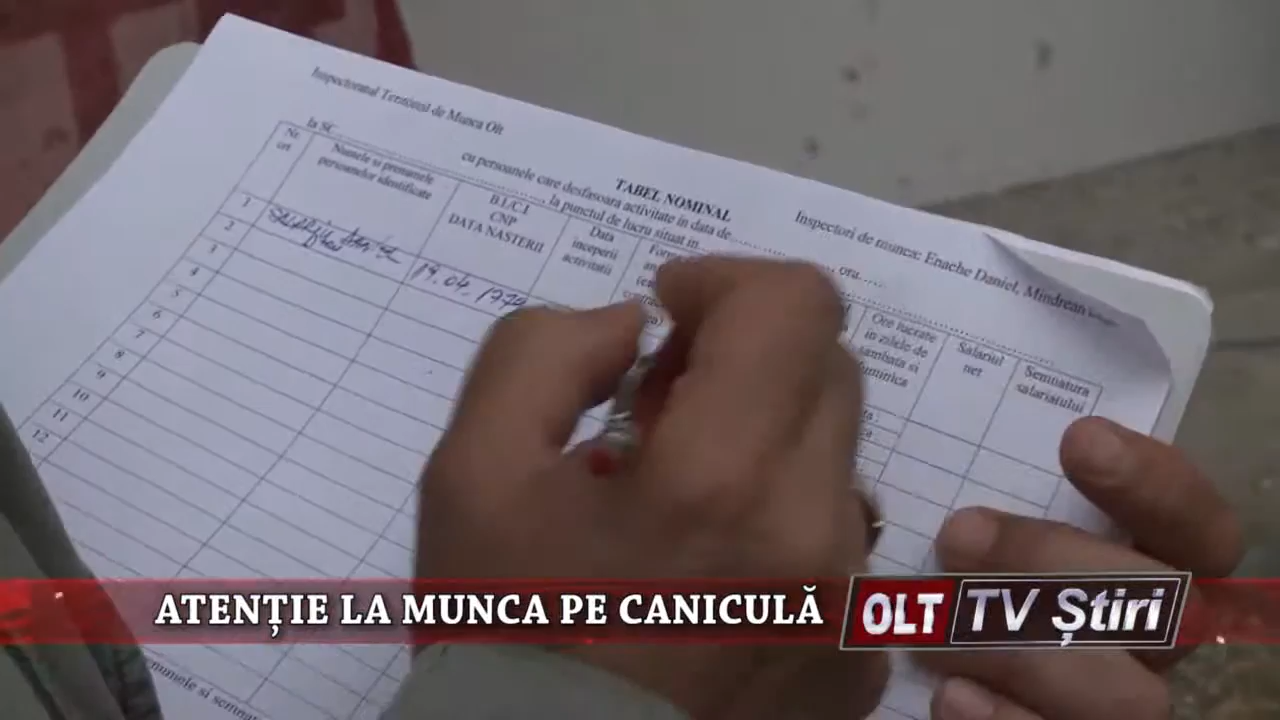 Inspectoratul Teritorial de Munca Olt
Inspectori de munca: Enache Daniel, Mindrean
TABEL NOMINAL
cu persoanele care desfasoara activitate in data de.................. ora......
la SC............ la punctul de lucru situat in
Nr. crt
Numele si prenumele persoanelor identificate
B.I./C.I
CNP
DATA NASTERII
Data inceperii activitatii
Ore lucrate in zilele de sambata si duminica
Salariul net
Semnatura salariatului
1
2
3
4
5
6
7
8
9
10
11
12
19.04.
ATENȚIE LA MUNCA PE CANICULĂ
OLT TV Știri